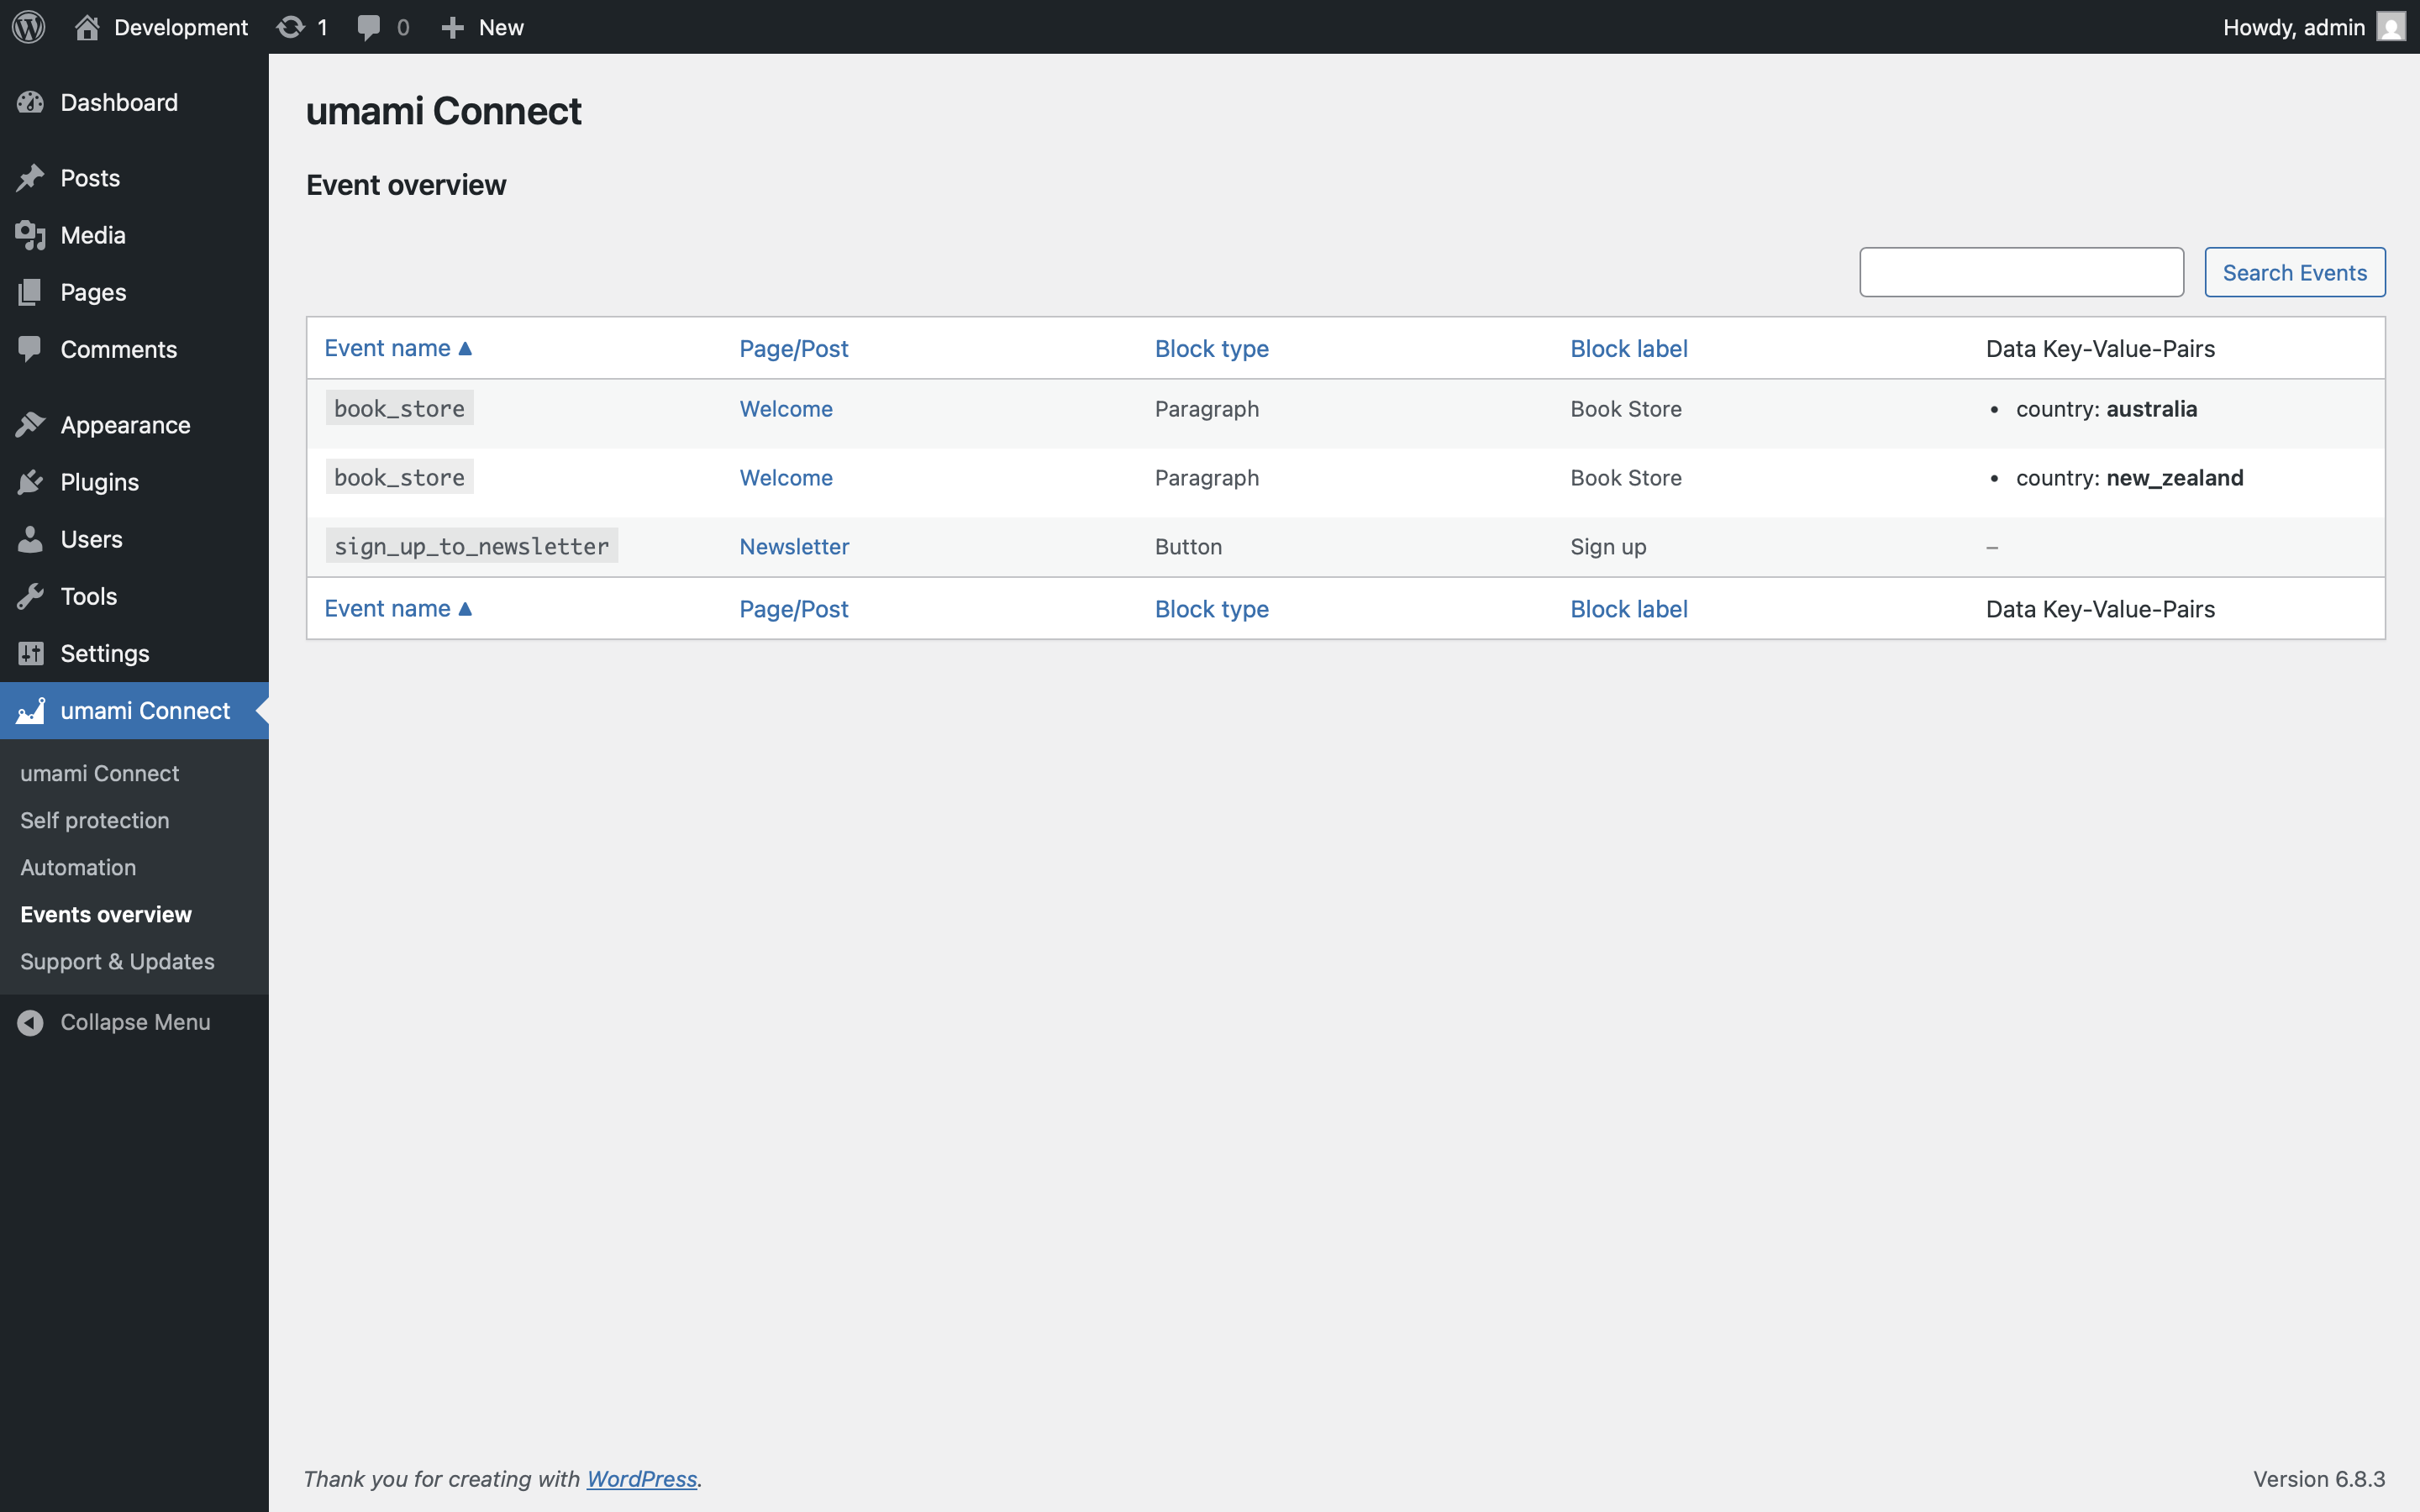 Development 1 0 New Howdy, admin
Dashboard
Posts
Media
Pages
Comments
Appearance
Plugins
Users
Tools
Settings
umami Connect
umami Connect
Self protection
Automation
Events overview
Support & Updates
Collapse Menu
umami Connect
Event overview
Search Events
Event name ▲ Page/Post Block type Block label Data Key-Value-Pairs
book_store Welcome Paragraph Book Store • country: australia
book_store Welcome Paragraph Book Store • country: new_zealand
sign_up_to_newsletter Newsletter Button Sign up –
Event name ▲ Page/Post Block type Block label Data Key-Value-Pairs
Thank you for creating with WordPress. Version 6.8.3